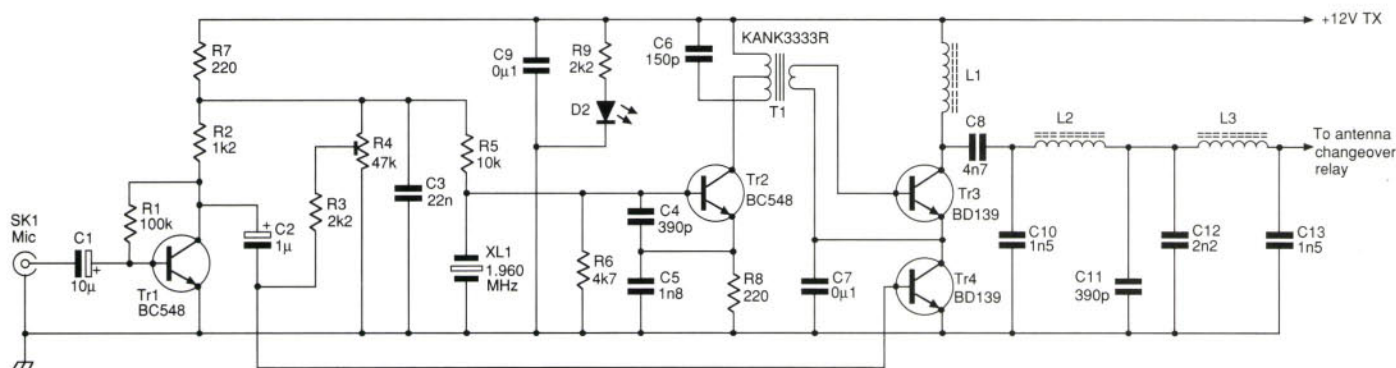 +12V TX
R7
220
C9
0µ1
R9
2k2
C6
150p
KANK3333R
T1
L1
D2
R2
1k2
R4
47k
R5
10k
C8
4n7
L2
L3
To antenna
changeover
relay
R3
2k2
C3
22n
Tr2
BC548
Tr3
BD139
SK1
Mic
R1
100k
C1
+
10µ
+
C2
1µ
C4
390p
XL1
1.960
MHz
R6
4k7
C5
1n8
R8
220
C7
0µ1
C10
1n5
C12
2n2
C13
1n5
Tr1
BC548
Tr4
BD139
C11
390p